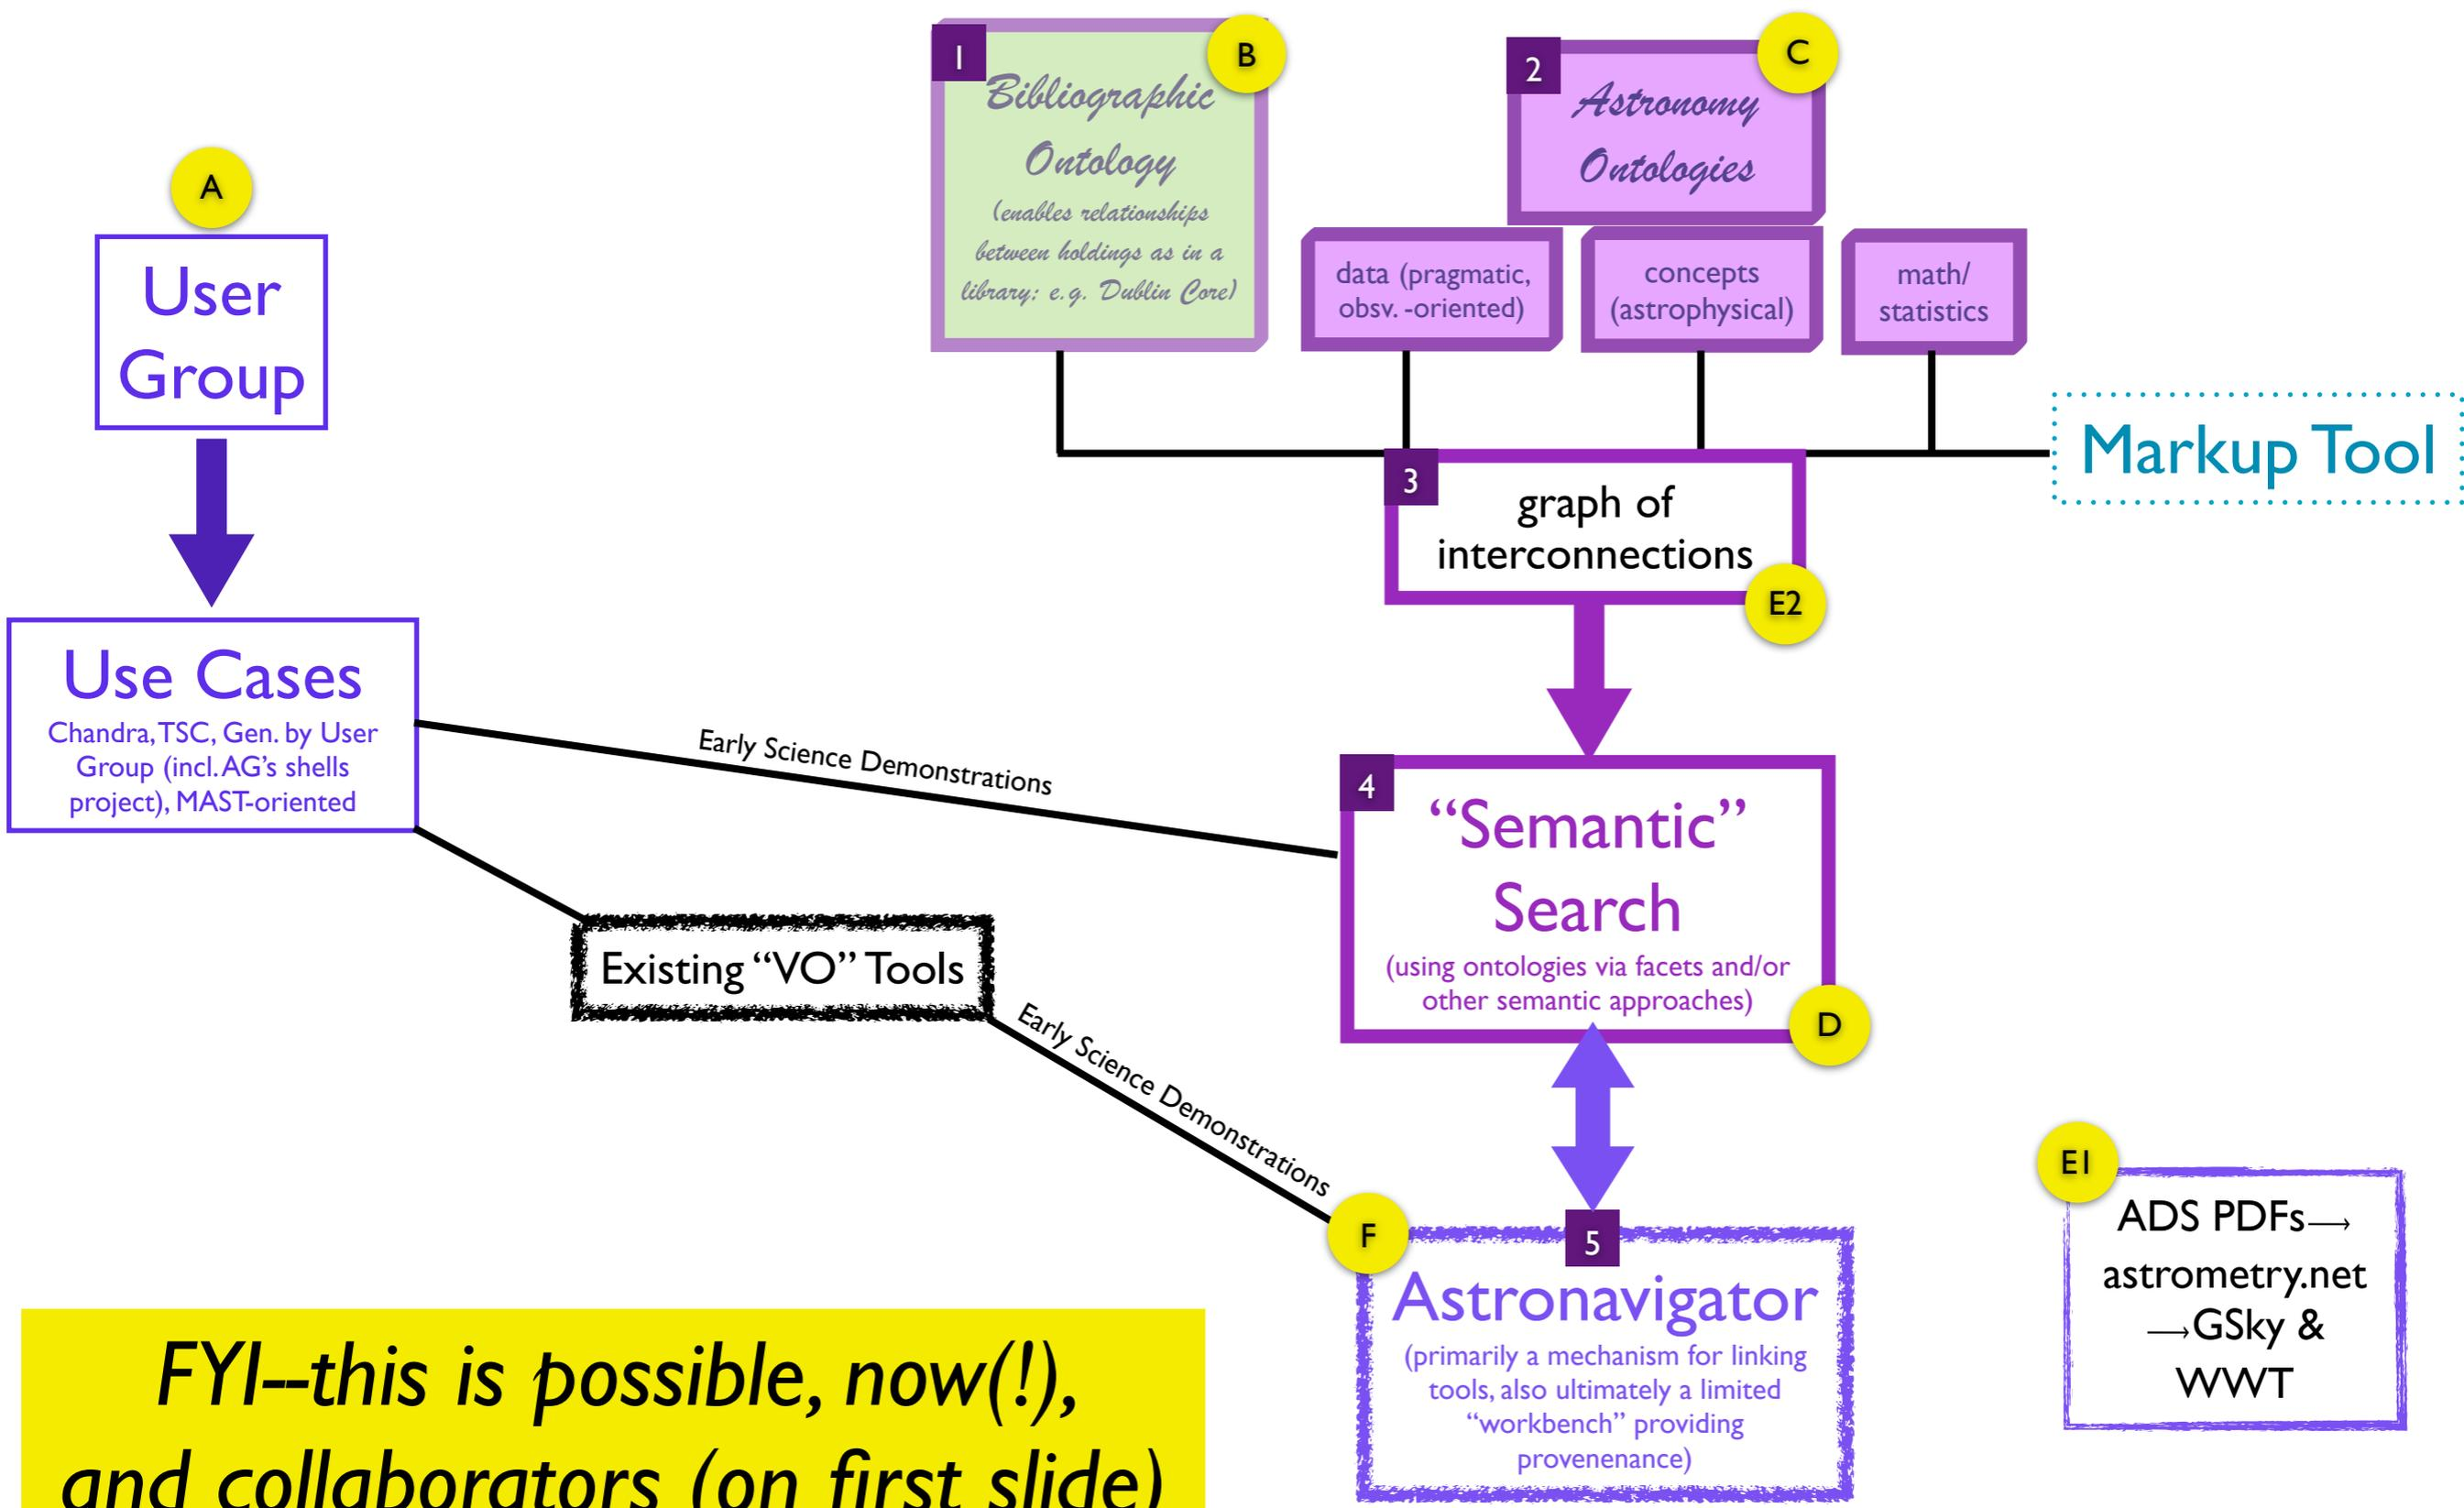 1
B
Bibliographic
Ontology
(enables relationships
between holdings as in a
library; e.g. Dublin Core)
2
C
Astronomy
Ontologies
data (pragmatic,
obsv. -oriented)
concepts
(astrophysical)
math/
statistics
A
User
Group
Markup Tool
3
graph of
interconnections
E2
Use Cases
Chandra, TSC, Gen. by User
Group (incl. AG’s shells
project), MAST-oriented
Early Science Demonstrations
4
“Semantic”
Search
(using ontologies via facets and/or
other semantic approaches)
D
Existing “VO” Tools
Early Science Demonstrations
F
5
Astronavigator
(primarily a mechanism for linking
tools, also ultimately a limited
“workbench” providing
provenenance)
E1
ADS PDFs→
astrometry.net
→GSky &
WWT
FYI--this is possible, now(!),
and collaborators (on first slide)